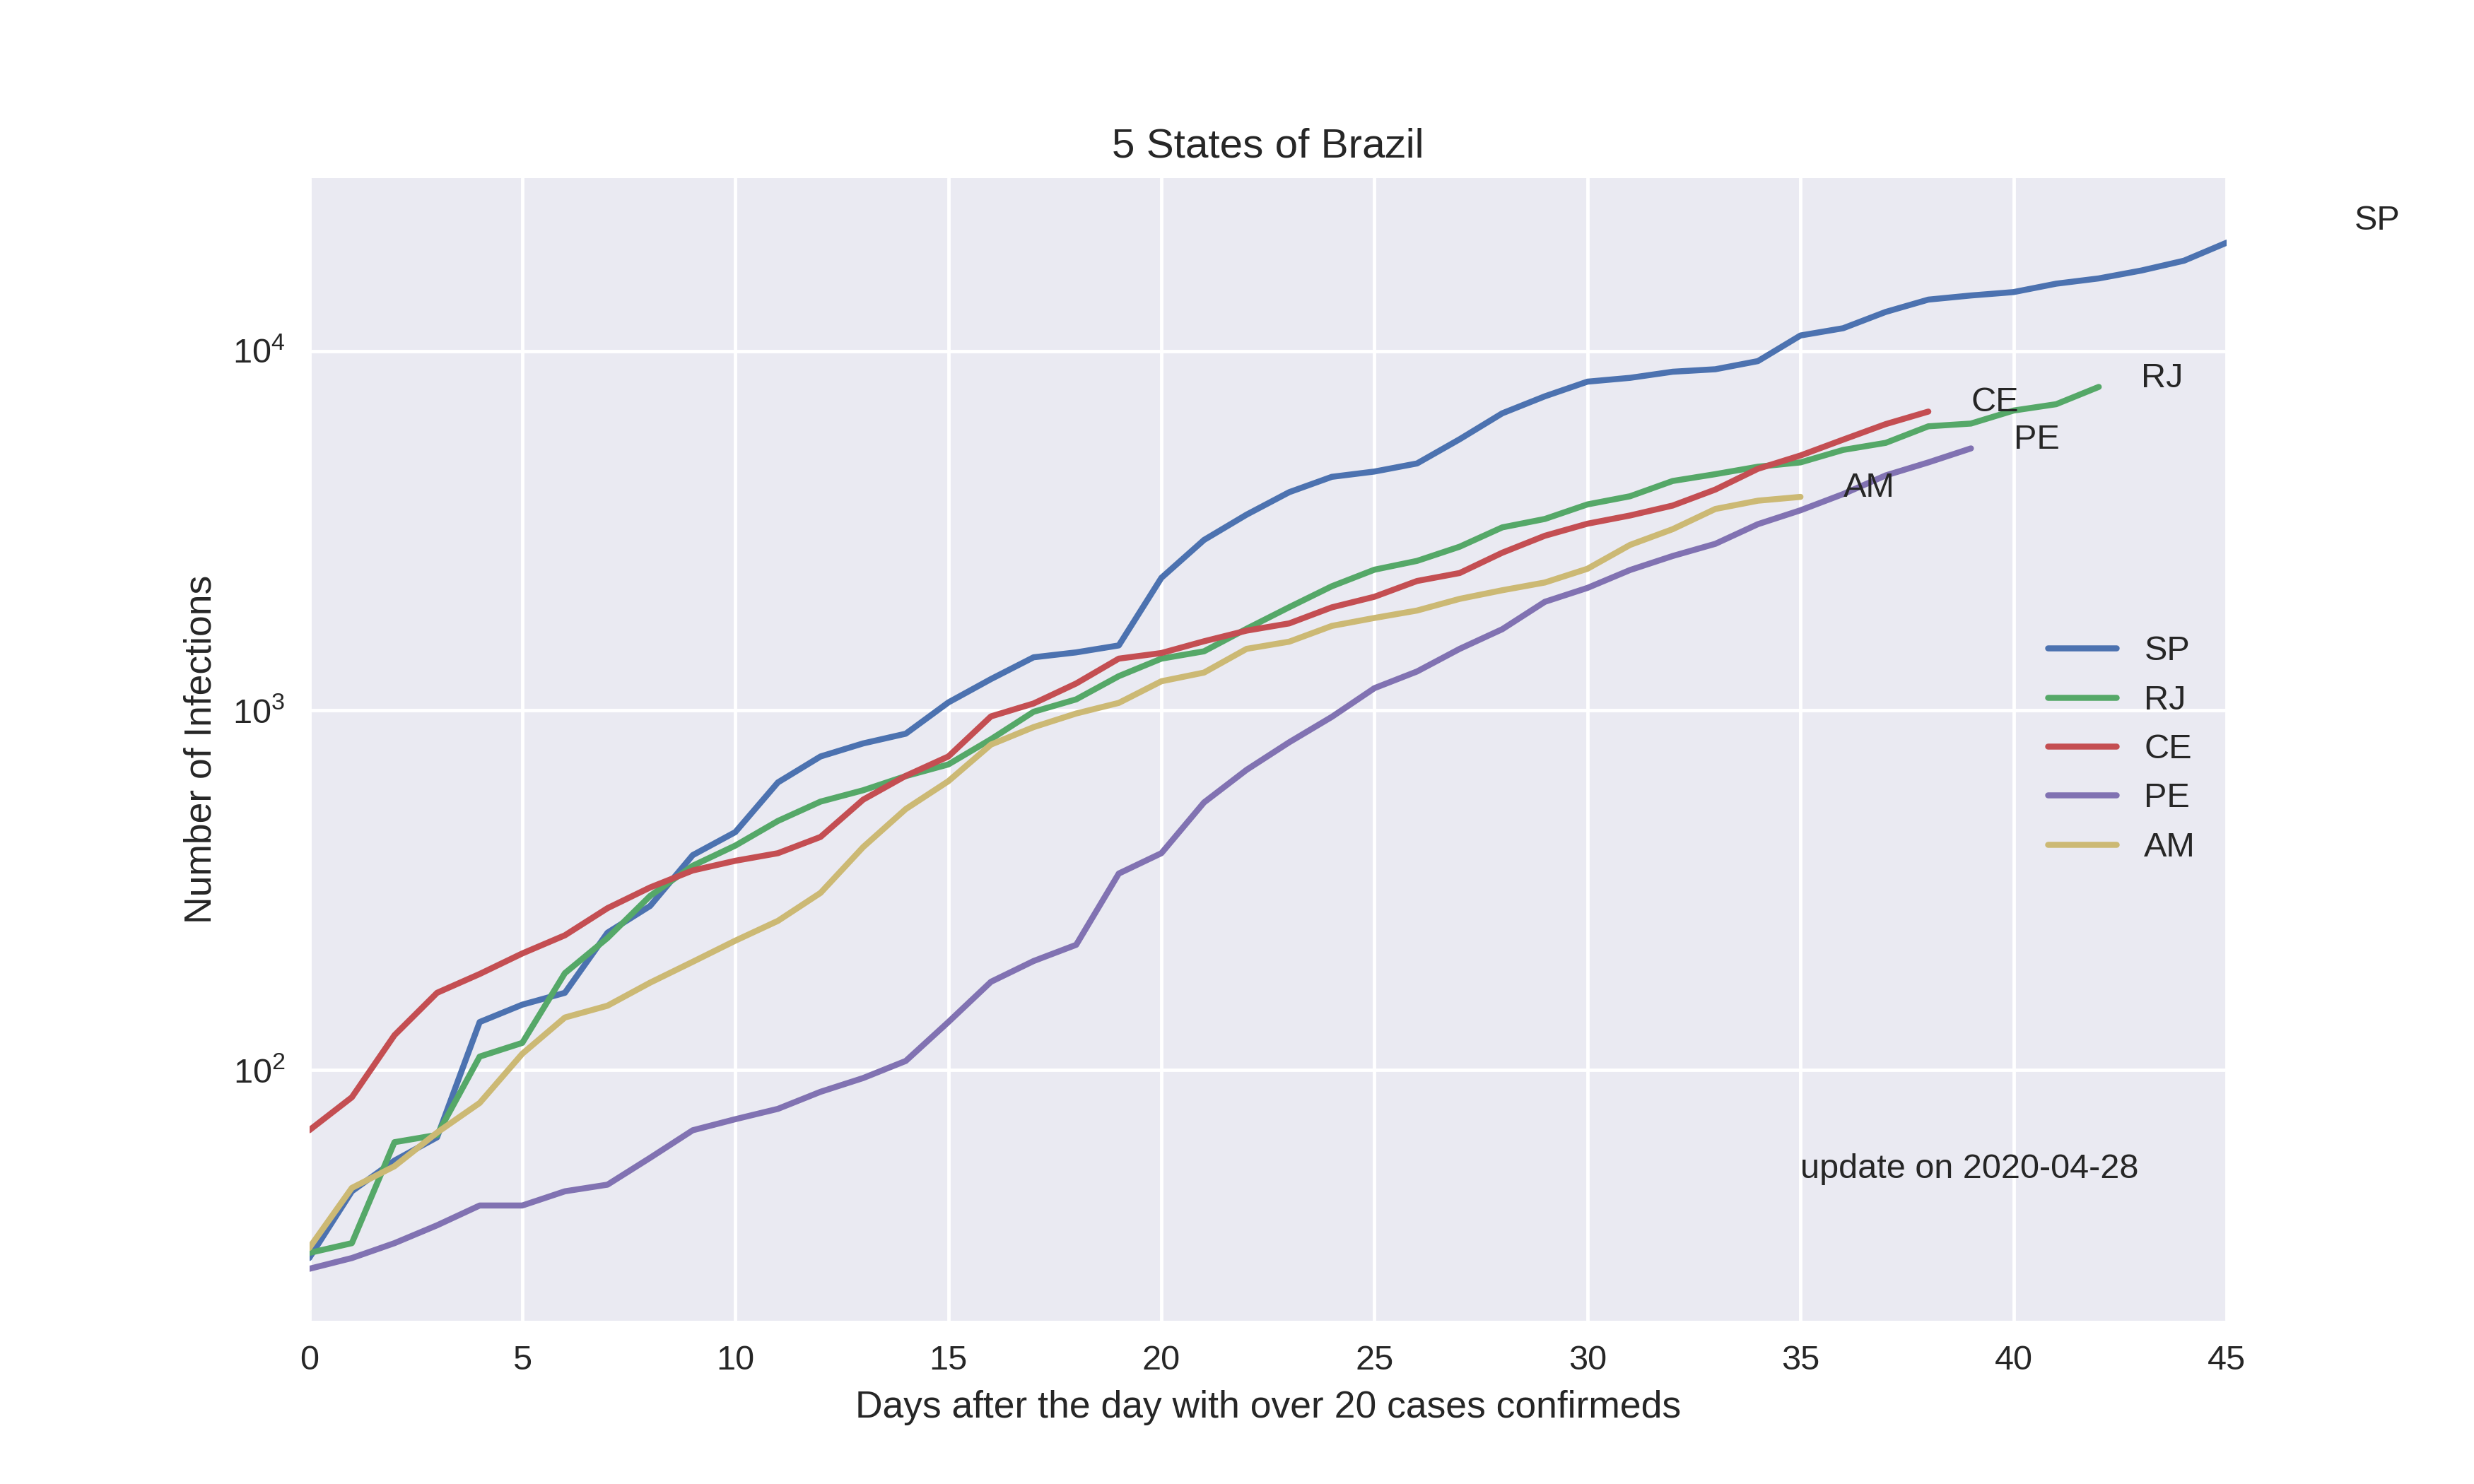 5 States of Brazil
SP
10⁴
RJ
CE
PE
AM
Number of Infections
SP
RJ
10³
CE
PE
AM
10²
update on 2020-04-28
0 5 10 15 20 25 30 35 40 45
Days after the day with over 20 cases confirmeds